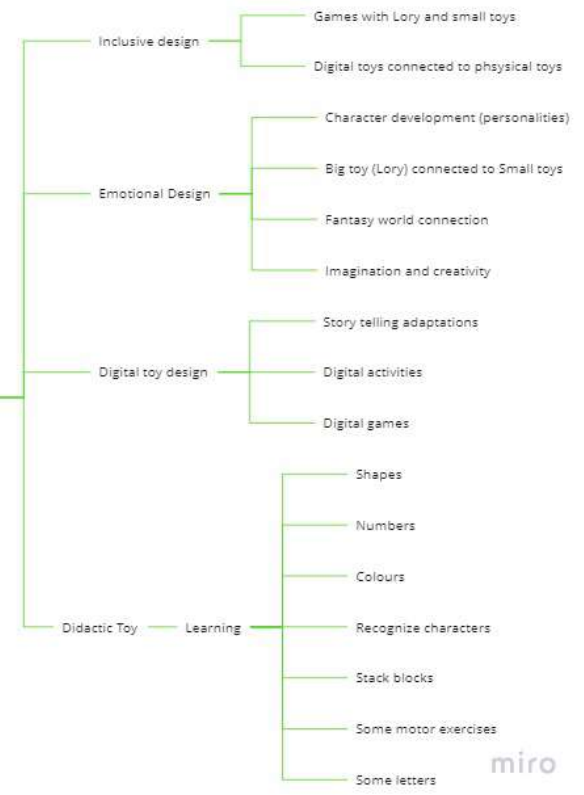 Inclusive design
Games with Lory and small toys
Digital toys connected to phsysical toys
Emotional Design
Character development (personalities)
Big toy (Lory) connected to Small toys
Fantasy world connection
Imagination and creativity
Digital toy design
Story telling adaptations
Digital activities
Digital games
Didactic Toy
Learning
Shapes
Numbers
Colours
Recognize characters
Stack blocks
Some motor exercises
Some letters
miro